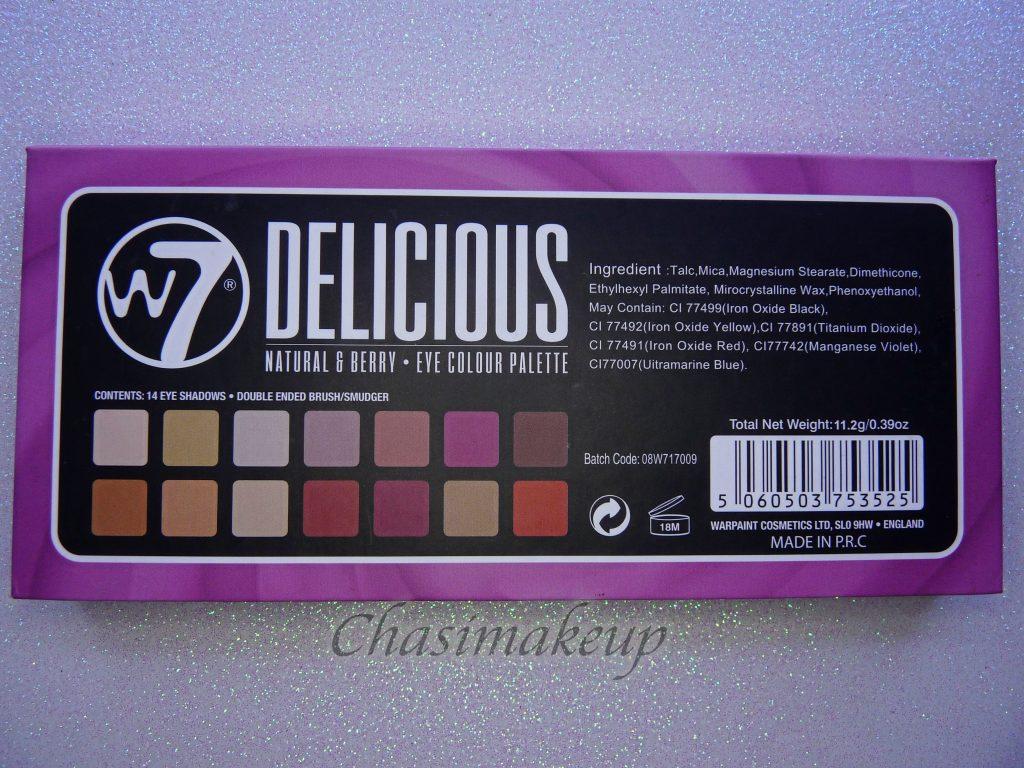 W7®
DELICIOUS
NATURAL & BERRY • EYE COLOUR PALETTE
CONTENTS: 14 EYE SHADOWS • DOUBLE ENDED BRUSH/SMUDGER
Ingredient :Talc,Mica,Magnesium Stearate,Dimethicone,
Ethylhexyl Palmitate, Mirocrystalline Wax,Phenoxyethanol,
May Contain: CI 77499(Iron Oxide Black),
CI 77492(Iron Oxide Yellow),CI 77891(Titanium Dioxide),
CI 77491(Iron Oxide Red), CI77742(Manganese Violet),
CI77007(Uitramarine Blue).
Total Net Weight:11.2g/0.39oz
Batch Code: 08W717009
5 060503 753525
18M
WARPAINT COSMETICS LTD, SL0 9HW • ENGLAND
MADE IN P.R.C
Chasimakeup